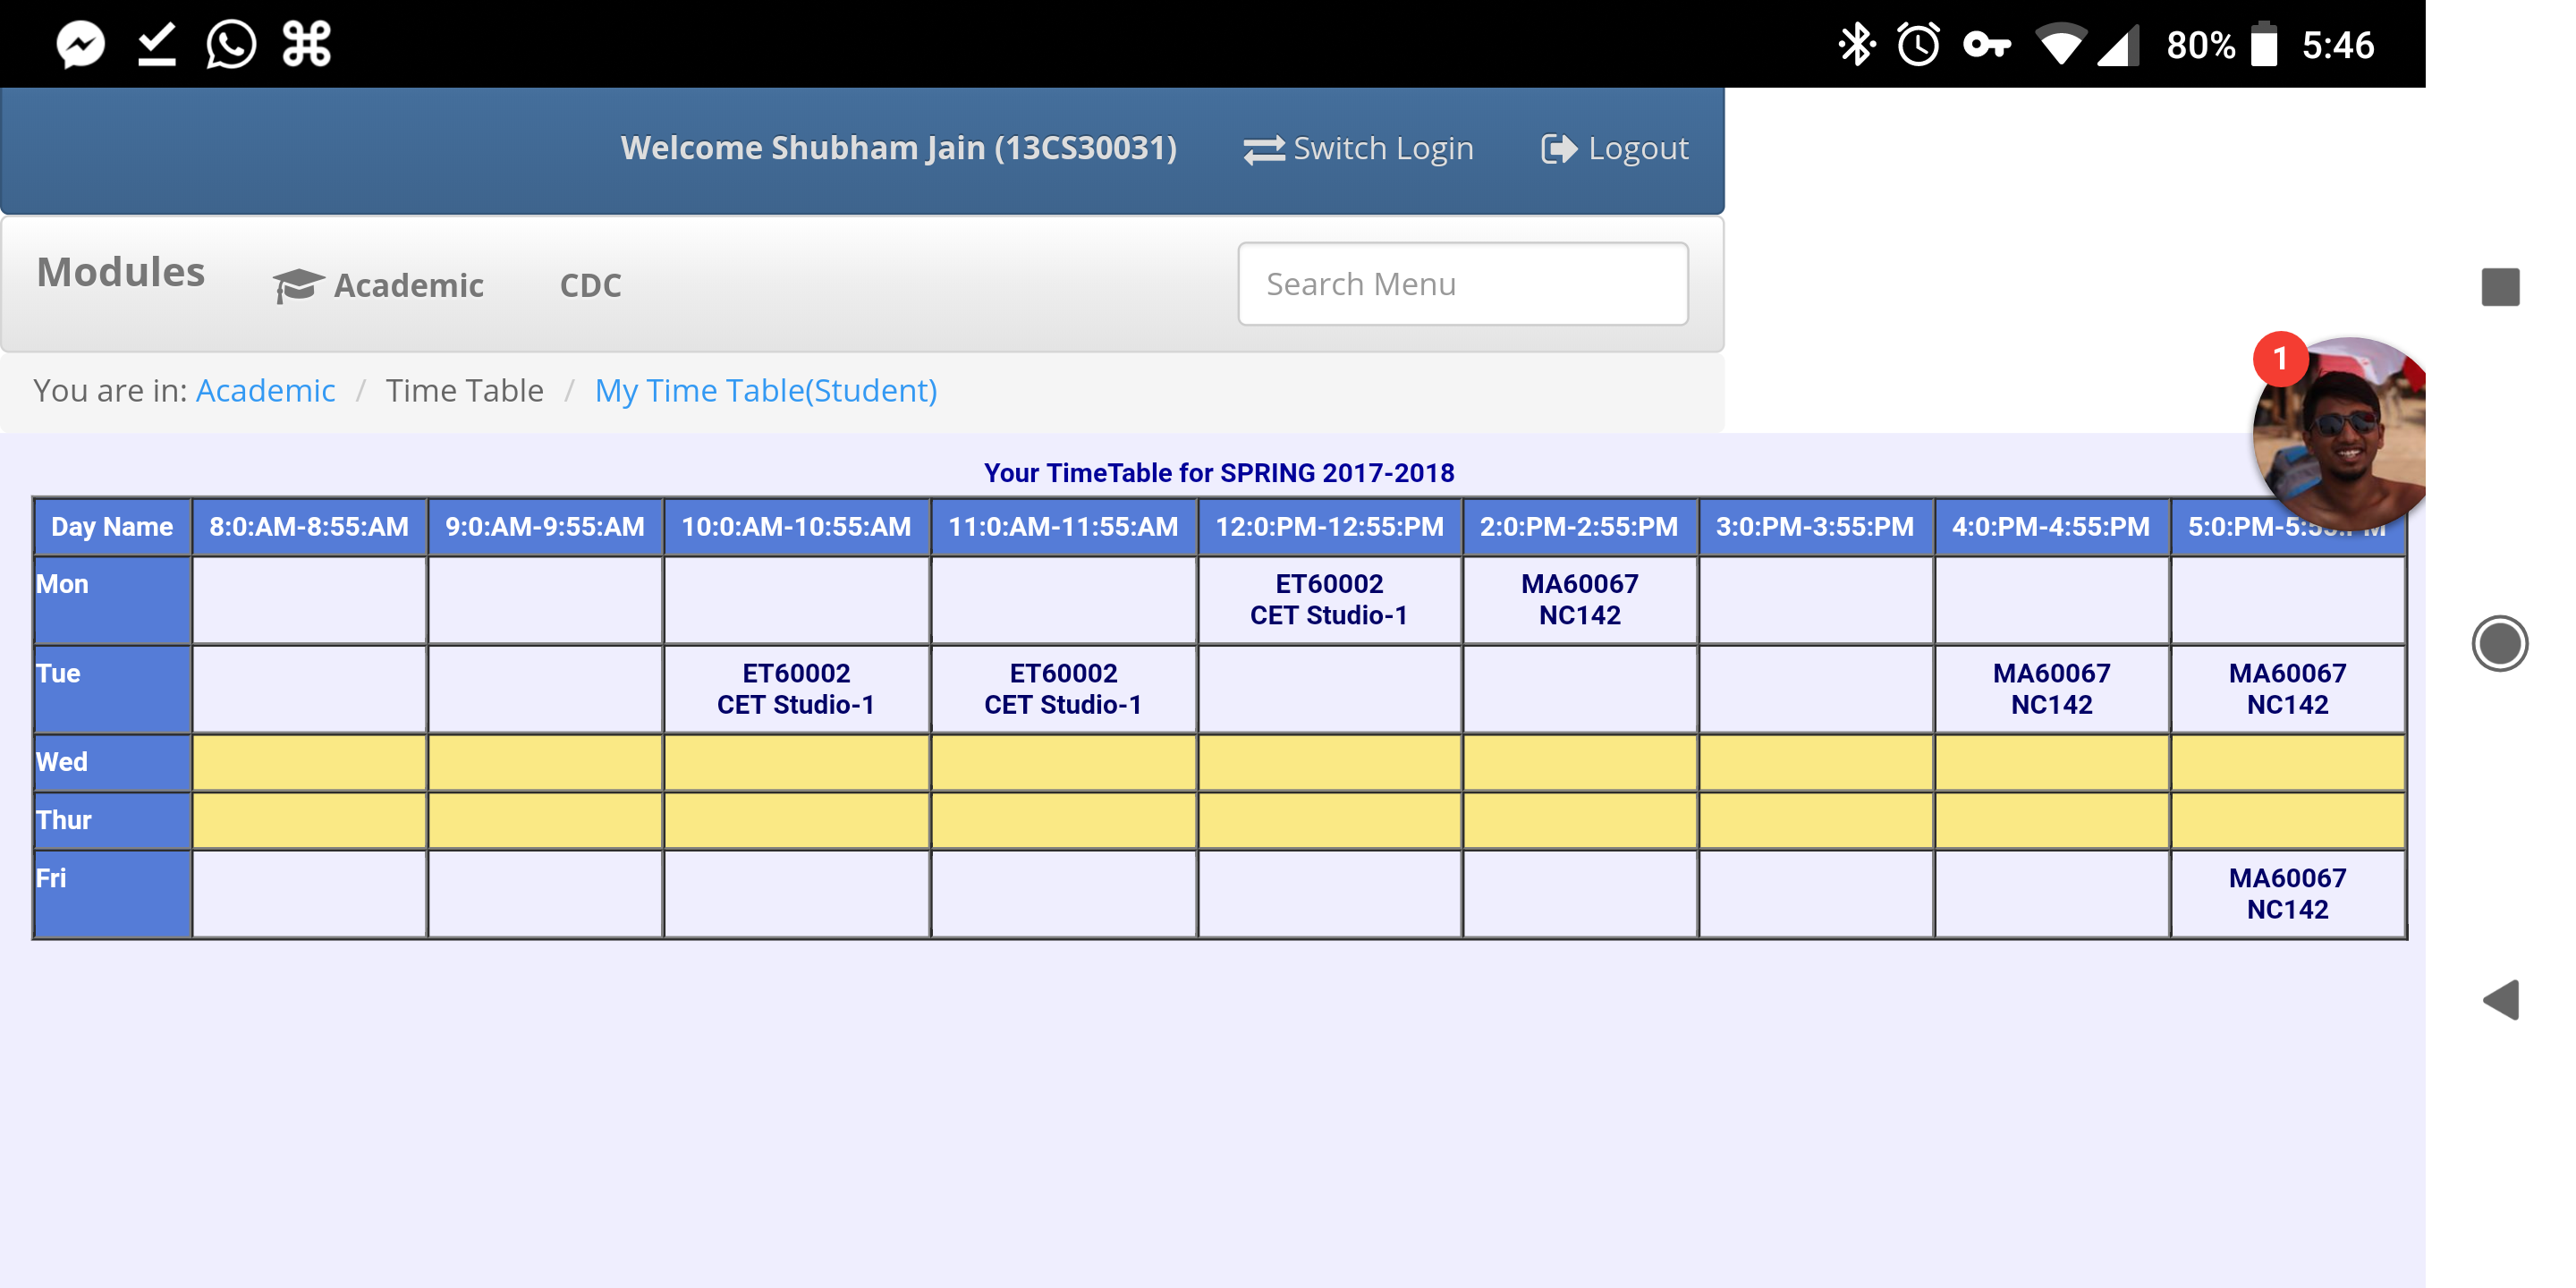 80% 5:46
Welcome Shubham Jain (13CS30031) Switch Login Logout
Modules Academic CDC Search Menu
You are in: Academic / Time Table / My Time Table(Student)
1
Your TimeTable for SPRING 2017-2018
Day Name 8:0:AM-8:55:AM 9:0:AM-9:55:AM 10:0:AM-10:55:AM 11:0:AM-11:55:AM 12:0:PM-12:55:PM 2:0:PM-2:55:PM 3:0:PM-3:55:PM 4:0:PM-4:55:PM 5:0:PM-5:55:PM
Mon ET60002 MA60067
CET Studio-1 NC142
Tue ET60002 ET60002 MA60067 MA60067
CET Studio-1 CET Studio-1 NC142 NC142
Wed
Thur
Fri MA60067
NC142